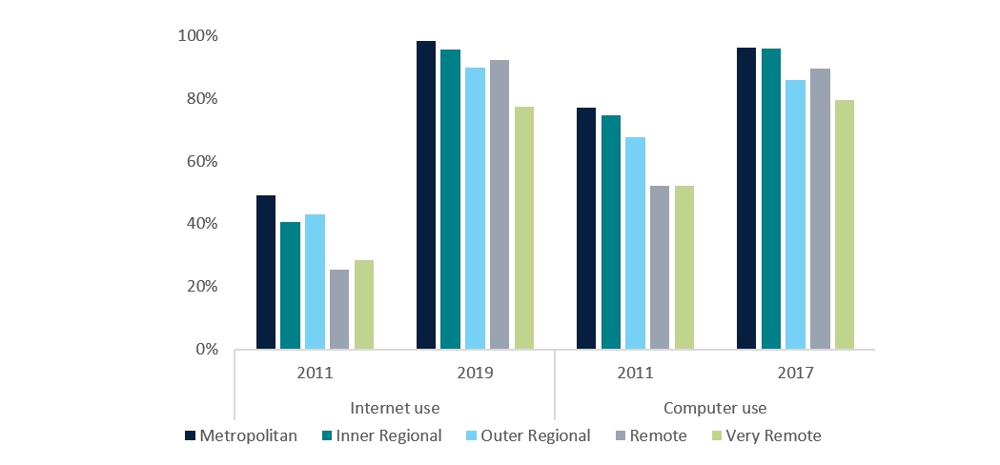 100%
80%
60%
40%
20%
0%
2011 2019 2011 2017
Internet use Computer use
Metropolitan Inner Regional Outer Regional Remote Very Remote